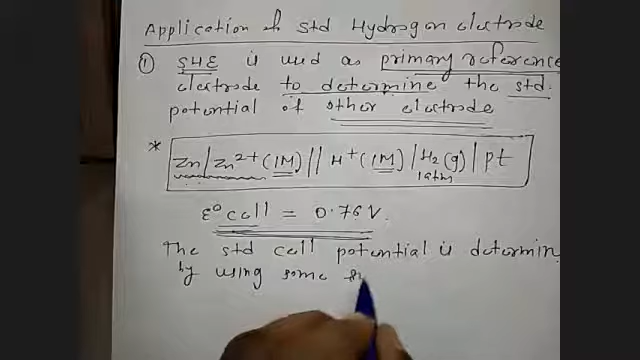 Application of Std Hydrogen electrode
① SHE is used as primary reference
electrode to determine the std.
potential of other electrode
* Zn | Zn²⁺ (1M) || H⁺ (1M) | H₂(g) | Pt
1atm
E⁰ cell = 0.76 V.
The std cell potential is determin
by using some